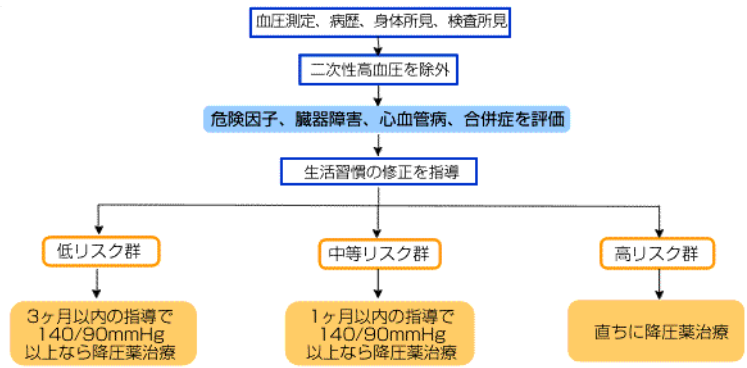 血圧測定、病歴、身体所見、検査所見
二次性高血圧を除外
危険因子、臓器障害、心血管病、合併症を評価
生活習慣の修正を指導
低リスク群
中等リスク群
高リスク群
3ヶ月以内の指導で
140/90mmHg
以上なら降圧薬治療
1ヶ月以内の指導で
140/90mmHg
以上なら降圧薬治療
直ちに降圧薬治療